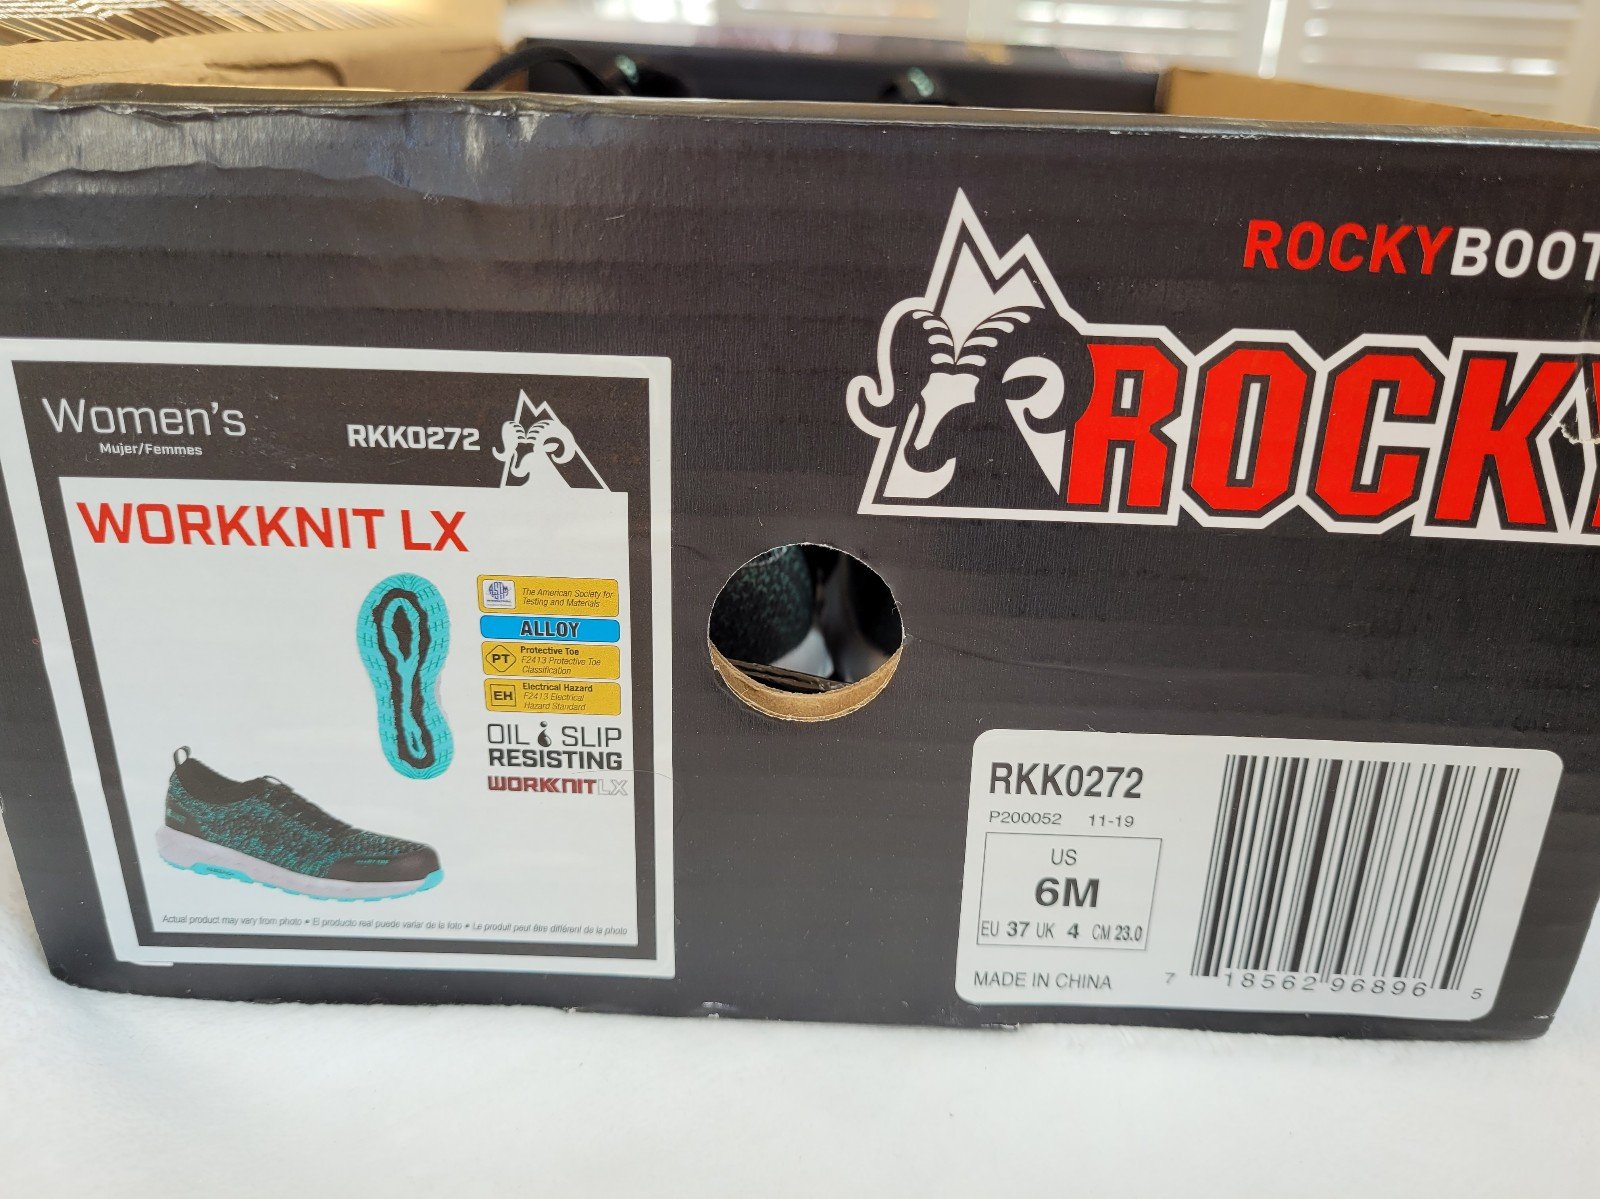 ROCKYBOOT
ROCKY
Women's
Mujer/Femmes
RKK0272
WORKKNIT LX
The American Society for
Testing and Materials
ALLOY
PT
Protective Toe
F2413 Protective Toe
Classification
EH
Electrical Hazard
F2413 Electrical
Hazard Standard
OIL & SLIP
RESISTING
WORKKNITLX
Actual product may vary from photo • El producto real puede variar de la foto • Le produit peut être différent de la photo
RKK0272
P200052 11-19
US
6M
EU 37 UK 4 CM 23.0
MADE IN CHINA
7 18562 96896 5